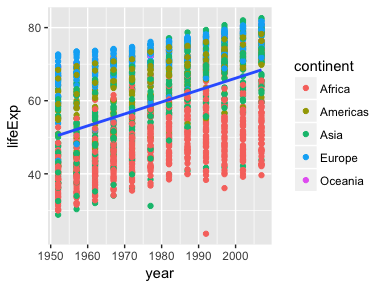 80
60
40
lifeExp
1950
1960
1970
1980
1990
2000
year
continent
Africa
Americas
Asia
Europe
Oceania